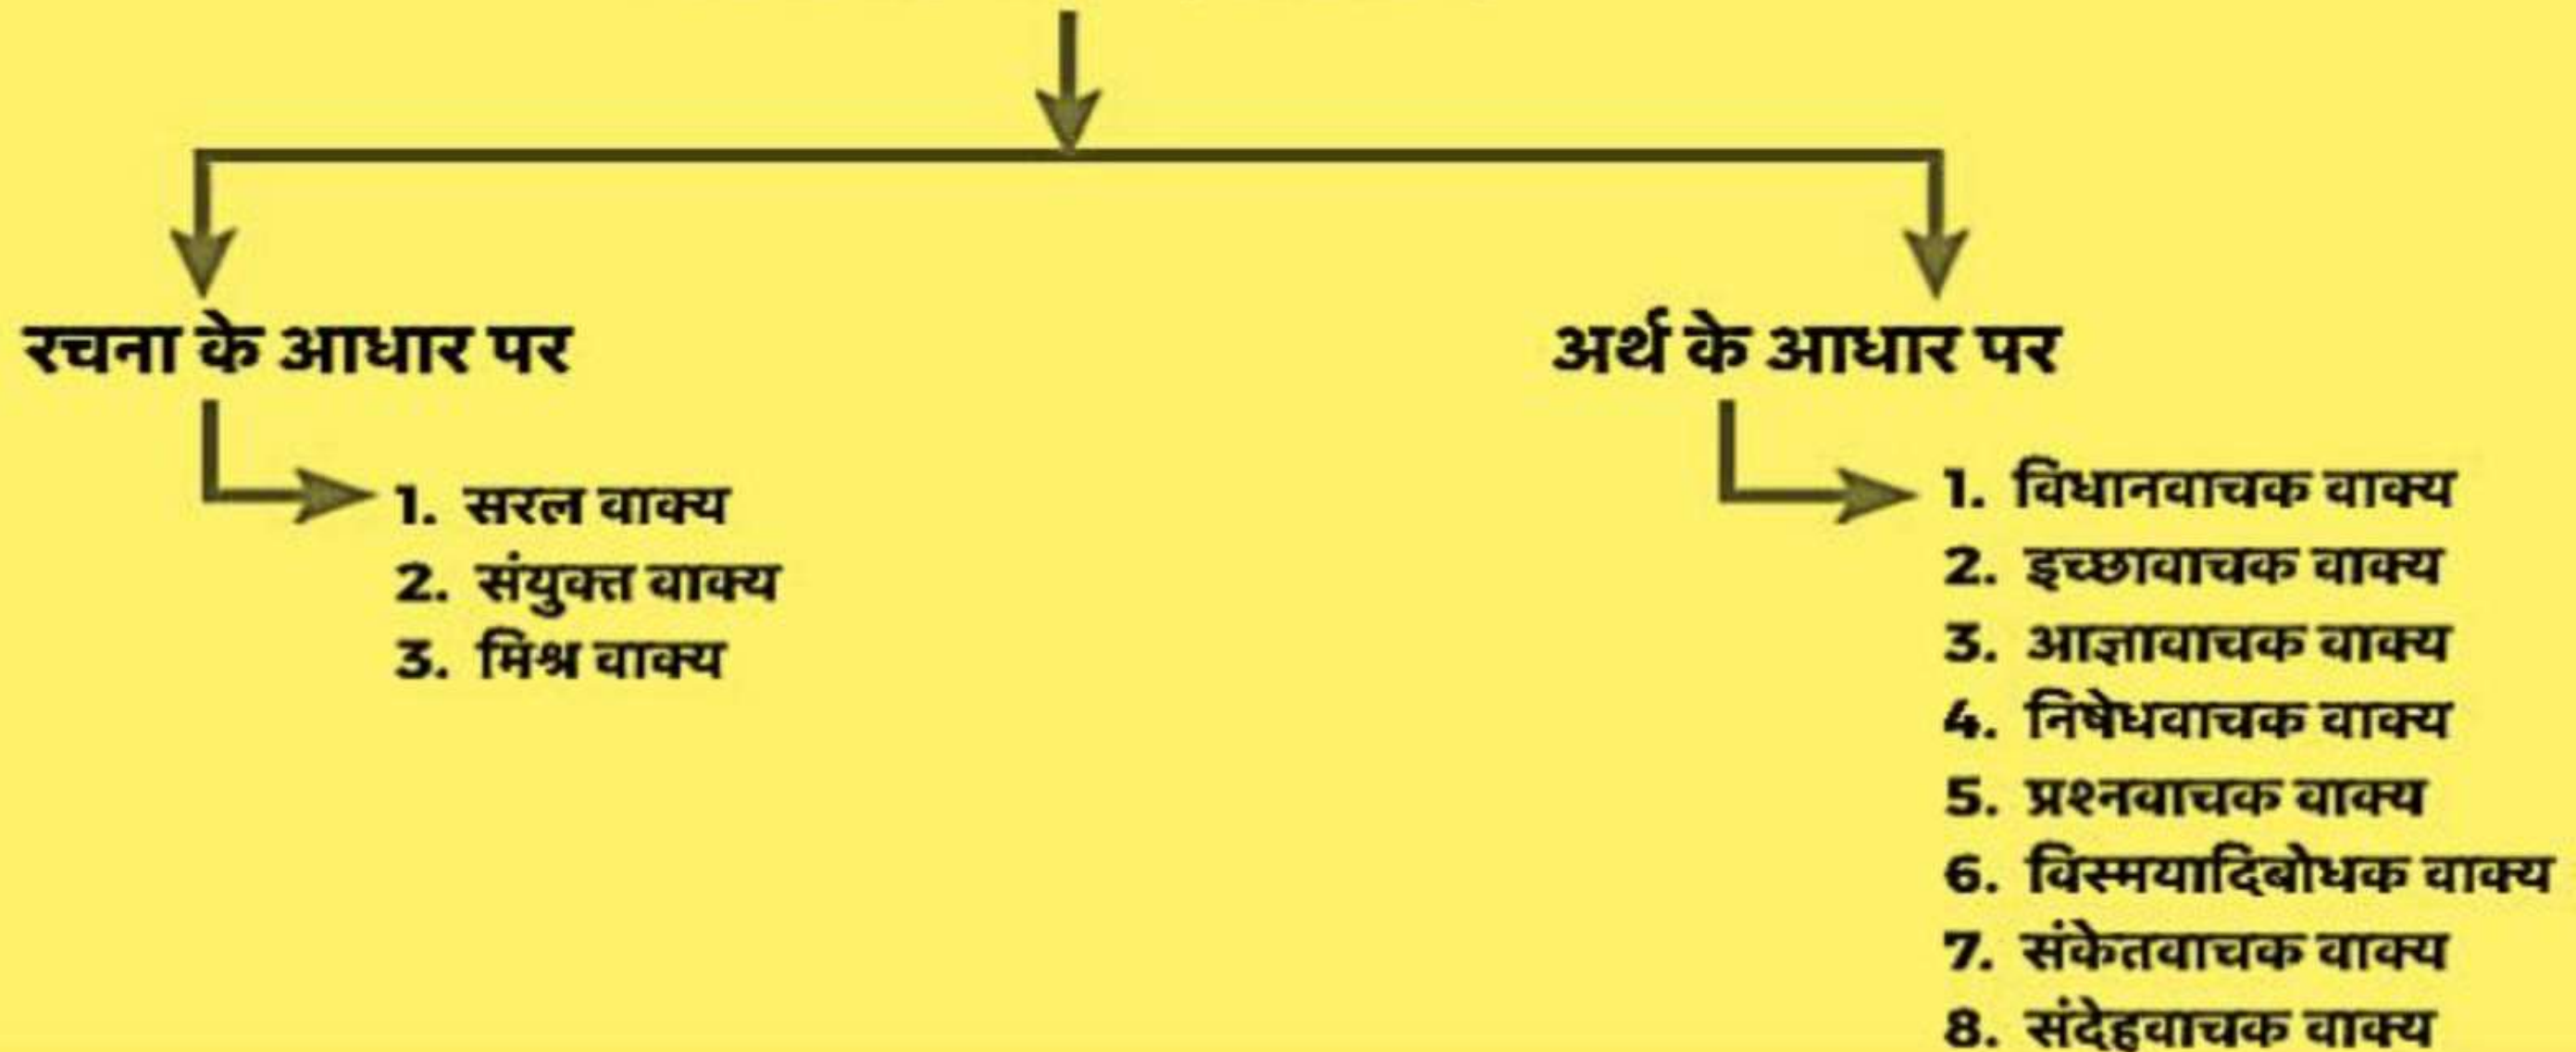 रचना के आधार पर
1. सरल वाक्य
2. संयुक्त वाक्य
3. मिश्र वाक्य
अर्थ के आधार पर
1. विधानवाचक वाक्य
2. इच्छावाचक वाक्य
3. आज्ञावाचक वाक्य
4. निषेधवाचक वाक्य
5. प्रश्नवाचक वाक्य
6. विस्मयादिबोधक वाक्य
7. संकेतवाचक वाक्य
8. संदेहवाचक वाक्य